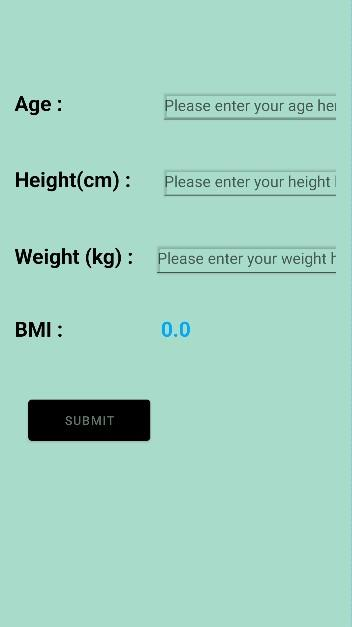 Age : Please enter your age her
Height(cm) : Please enter your height
Weight (kg) : Please enter your weight h
BMI : 0.0
SUBMIT